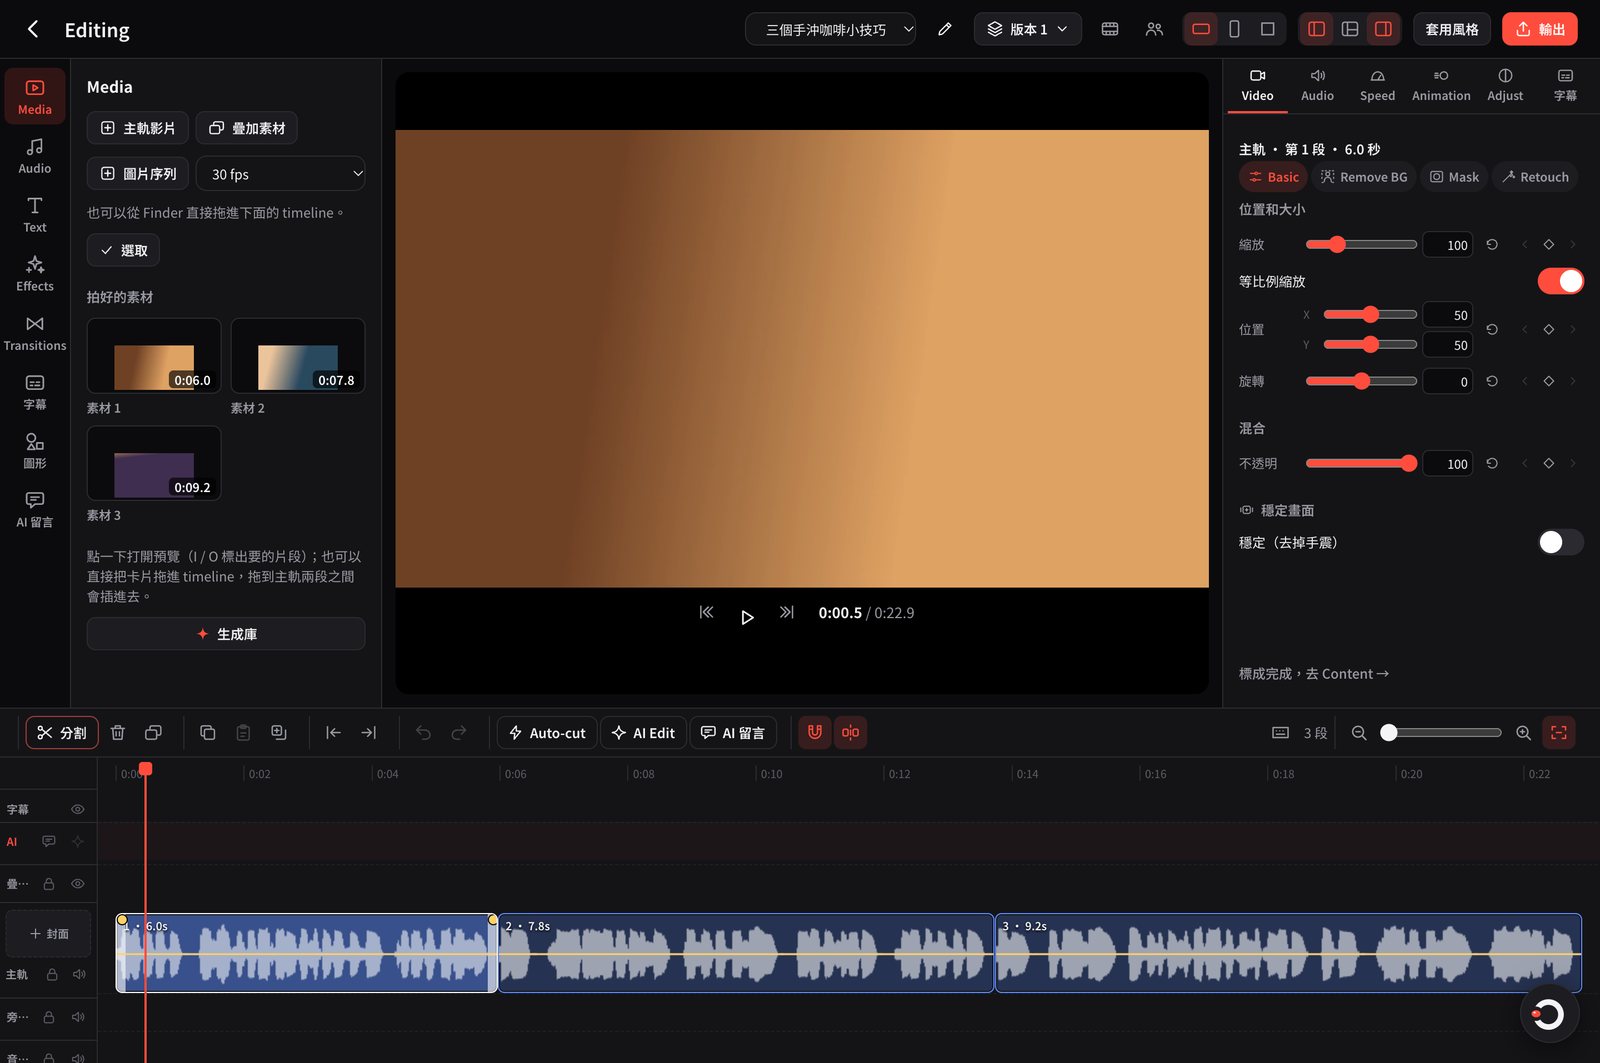 Editing
三個手沖咖啡小技巧
版本 1
套用風格
輸出
Media
Audio
Text
Effects
Transitions
字幕
圖形
AI 留言
Media
主軌影片
疊加素材
圖片序列
30 fps
也可以從 Finder 直接拖進下面的 timeline。
選取
拍好的素材
0:06.0
0:07.8
素材 1
素材 2
0:09.2
素材 3
點一下打開預覽（I / O 標出要的片段）；也可以
直接把卡片拖進 timeline，拖到主軌兩段之間
會插進去。
生成庫
0:00.5 / 0:22.9
Video
Audio
Speed
Animation
Adjust
字幕
主軌 · 第 1 段 · 6.0 秒
Basic
Remove BG
Mask
Retouch
位置和大小
縮放
100
等比例縮放
位置
X
50
Y
50
旋轉
0
混合
不透明
100
穩定畫面
穩定（去掉手震）
標成完成，去 Content →
分割
Auto-cut
AI Edit
AI 留言
3 段
0:00
0:02
0:04
0:06
0:08
0:10
0:12
0:14
0:16
0:18
0:20
0:22
字幕
AI
疊…
封面
主軌
1 · 6.0s
2 · 7.8s
3 · 9.2s
旁…
音…